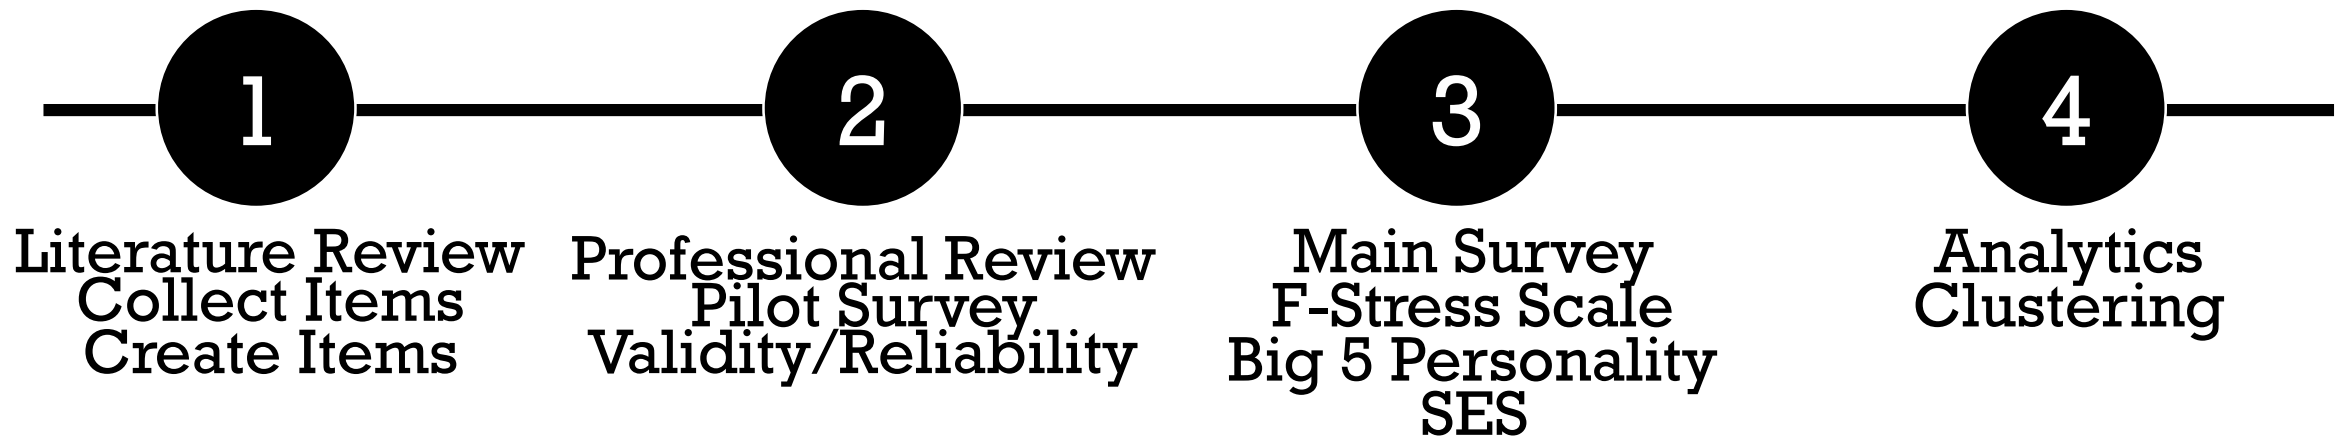 1
Literature Review
Collect Items
Create Items
2
Professional Review
Pilot Survey
Validity/Reliability
3
Main Survey
F-Stress Scale
Big 5 Personality
SES
4
Analytics
Clustering